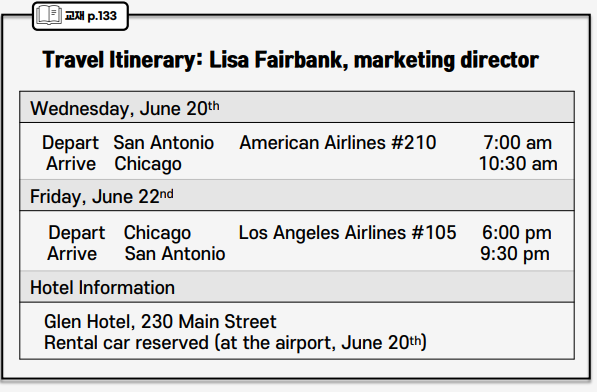 교재 p.133
Travel Itinerary: Lisa Fairbank, marketing director
Wednesday, June 20th
Depart San Antonio American Airlines #210 7:00 am
Arrive Chicago 10:30 am
Friday, June 22nd
Depart Chicago Los Angeles Airlines #105 6:00 pm
Arrive San Antonio 9:30 pm
Hotel Information
Glen Hotel, 230 Main Street
Rental car reserved (at the airport, June 20th)